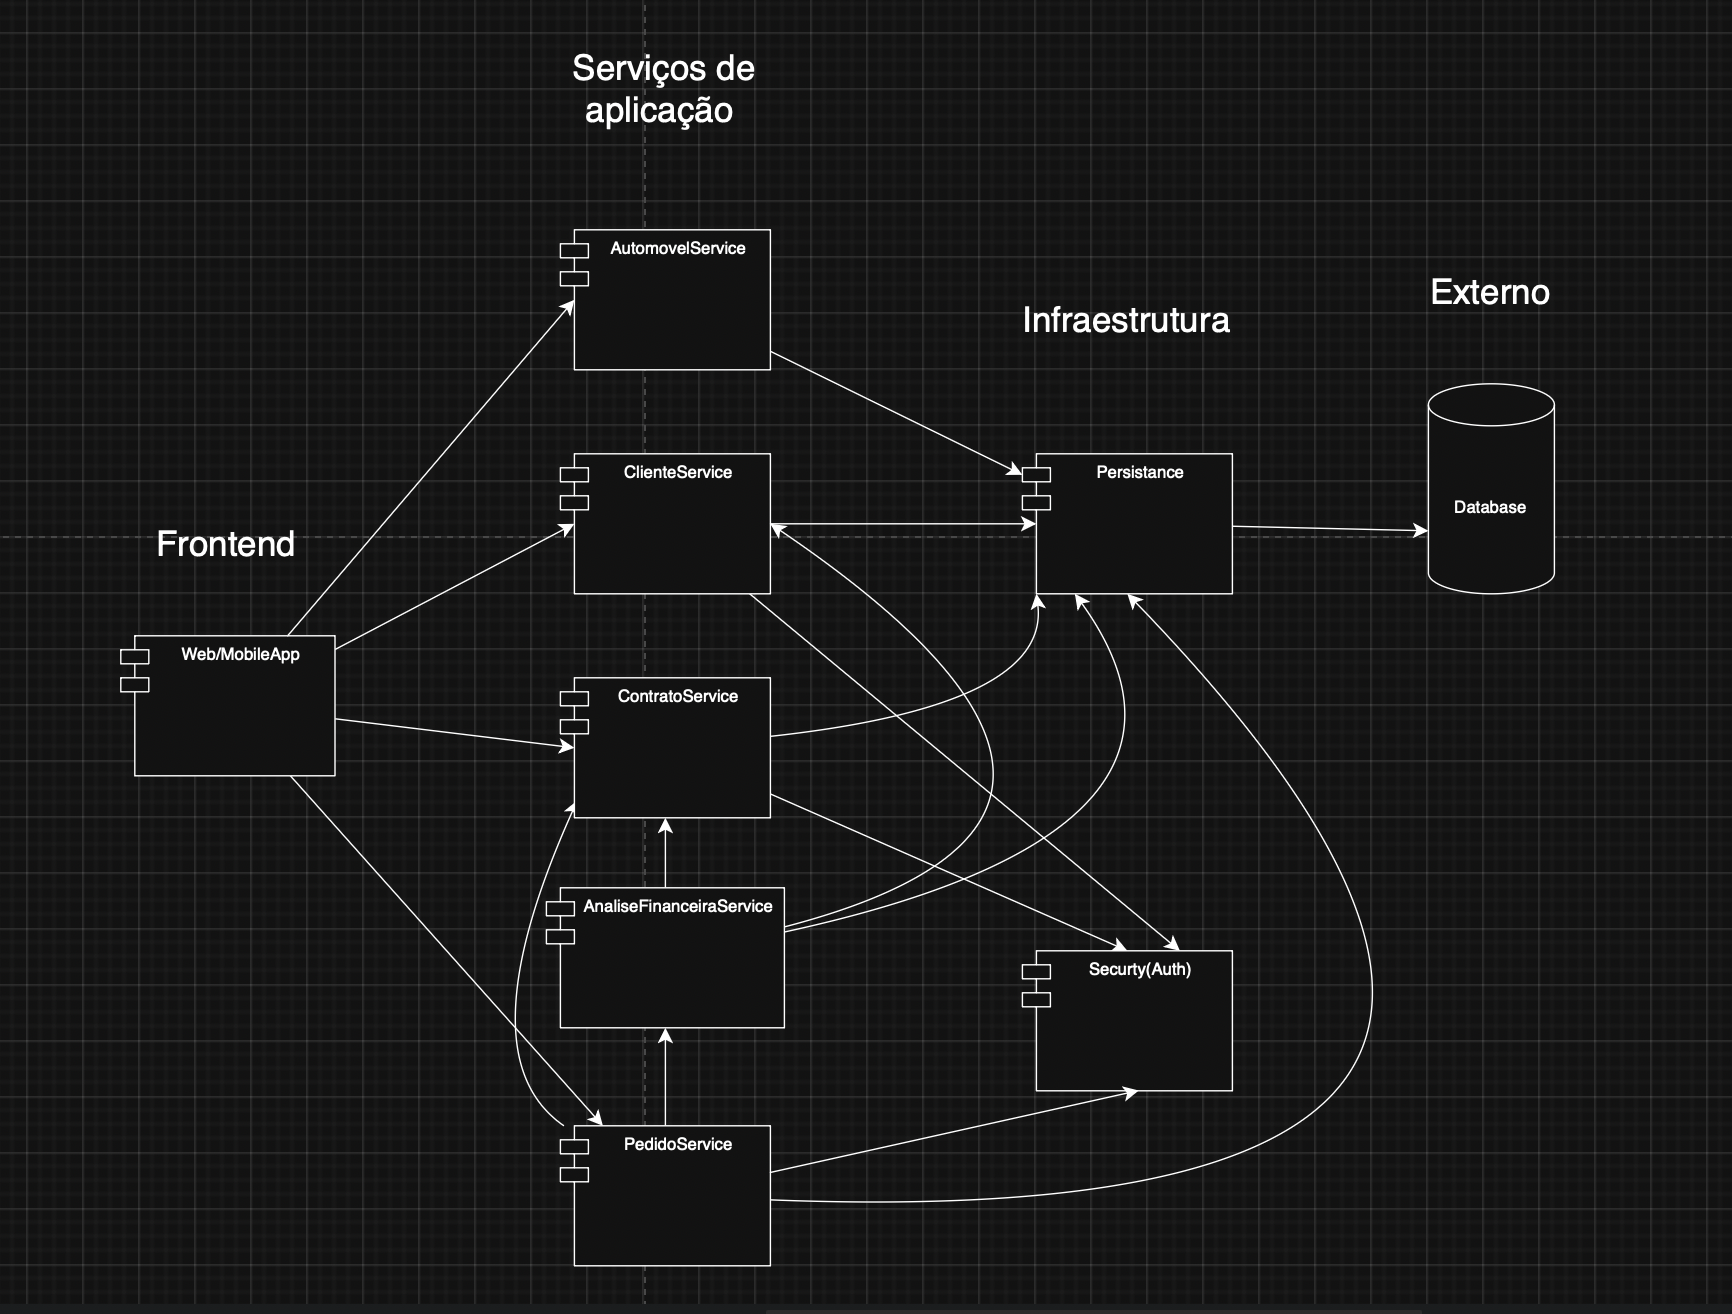 Serviços de
aplicação
AutomovelService
Externo
Infraestrutura
ClienteService
Persistance
Database
Frontend
Web/MobileApp
ContratoService
AnaliseFinanceiraService
Securty(Auth)
PedidoService